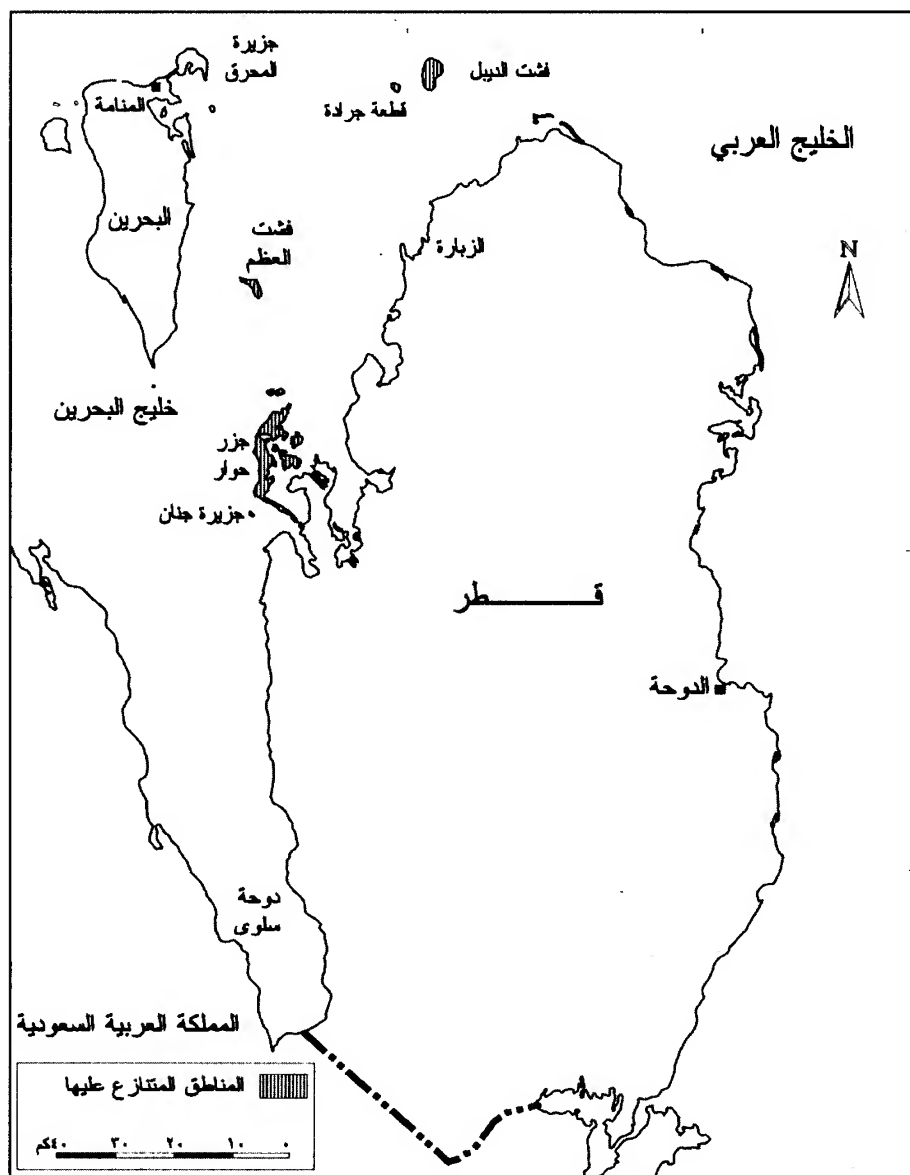 جزيرة
المحرق
فشت الديبل
المنامة
قطعة جرادة
الخليج العربي
البحرين
فشت
العظم
الزبارة
N
خليج البحرين
جزر
حوار
جزيرة جنان
قـطر
الدوحة
دوحة
سلوى
المملكة العربية السعودية
المناطق المتنازع عليها
٠ ١٠ ٢٠ ٣٠ ٤٠كم